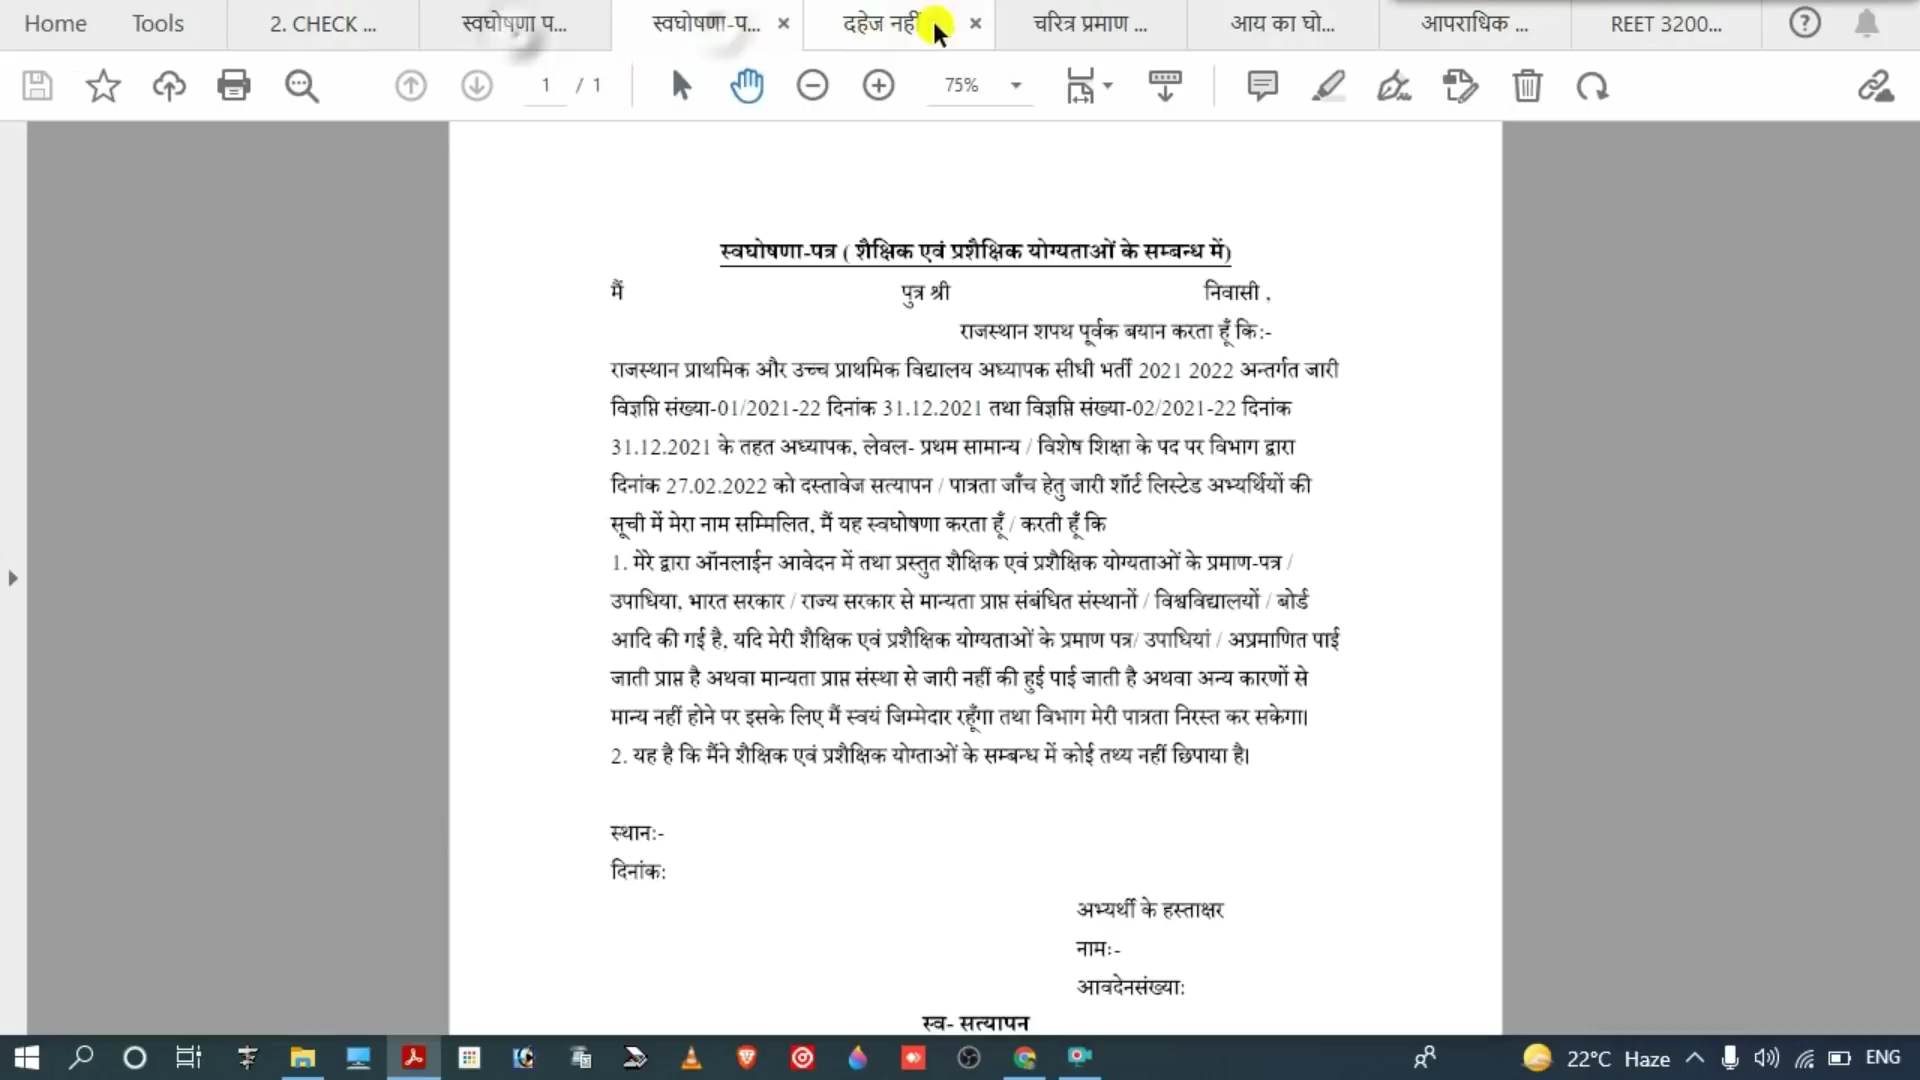 Home Tools 2. CHECK ... स्वघोषणा प... स्वघोषणा-प... दहेज नहीं चरित्र प्रमाण ... आय का घो... आपराधिक ... REET 3200...
1 / 1 75%
स्वघोषणा-पत्र ( शैक्षिक एवं प्रशैक्षिक योग्यताओं के सम्बन्ध में)
मैं पुत्र श्री निवासी ,
राजस्थान शपथ पूर्वक बयान करता हूँ कि:-
राजस्थान प्राथमिक और उच्च प्राथमिक विद्यालय अध्यापक सीधी भर्ती 2021 2022 अन्तर्गत जारी
विज्ञप्ति संख्या-01/2021-22 दिनांक 31.12.2021 तथा विज्ञप्ति संख्या-02/2021-22 दिनांक
31.12.2021 के तहत अध्यापक, लेवल- प्रथम सामान्य / विशेष शिक्षा के पद पर विभाग द्वारा
दिनांक 27.02.2022 को दस्तावेज सत्यापन / पात्रता जाँच हेतु जारी शॉर्ट लिस्टेड अभ्यर्थियों की
सूची में मेरा नाम सम्मिलित, मैं यह स्वघोषणा करता हूँ / करती हूँ कि
1. मेरे द्वारा ऑनलाईन आवेदन में तथा प्रस्तुत शैक्षिक एवं प्रशैक्षिक योग्यताओं के प्रमाण-पत्र /
उपाधिया, भारत सरकार / राज्य सरकार से मान्यता प्राप्त संबंधित संस्थानों / विश्वविद्यालयों / बोर्ड
आदि की गई है, यदि मेरी शैक्षिक एवं प्रशैक्षिक योग्यताओं के प्रमाण पत्र/ उपाधियां / अप्रमाणित पाई
जाती प्राप्त है अथवा मान्यता प्राप्त संस्था से जारी नहीं की हुई पाई जाती है अथवा अन्य कारणों से
मान्य नहीं होने पर इसके लिए मैं स्वयं जिम्मेदार रहूँगा तथा विभाग मेरी पात्रता निरस्त कर सकेगा।
2. यह है कि मैंने शैक्षिक एवं प्रशैक्षिक योग्ताओं के सम्बन्ध में कोई तथ्य नहीं छिपाया है।
स्थान:-
दिनांक:
अभ्यर्थी के हस्ताक्षर
नाम:-
आवदेनसंख्या:
स्व- सत्यापन
22°C Haze ENG